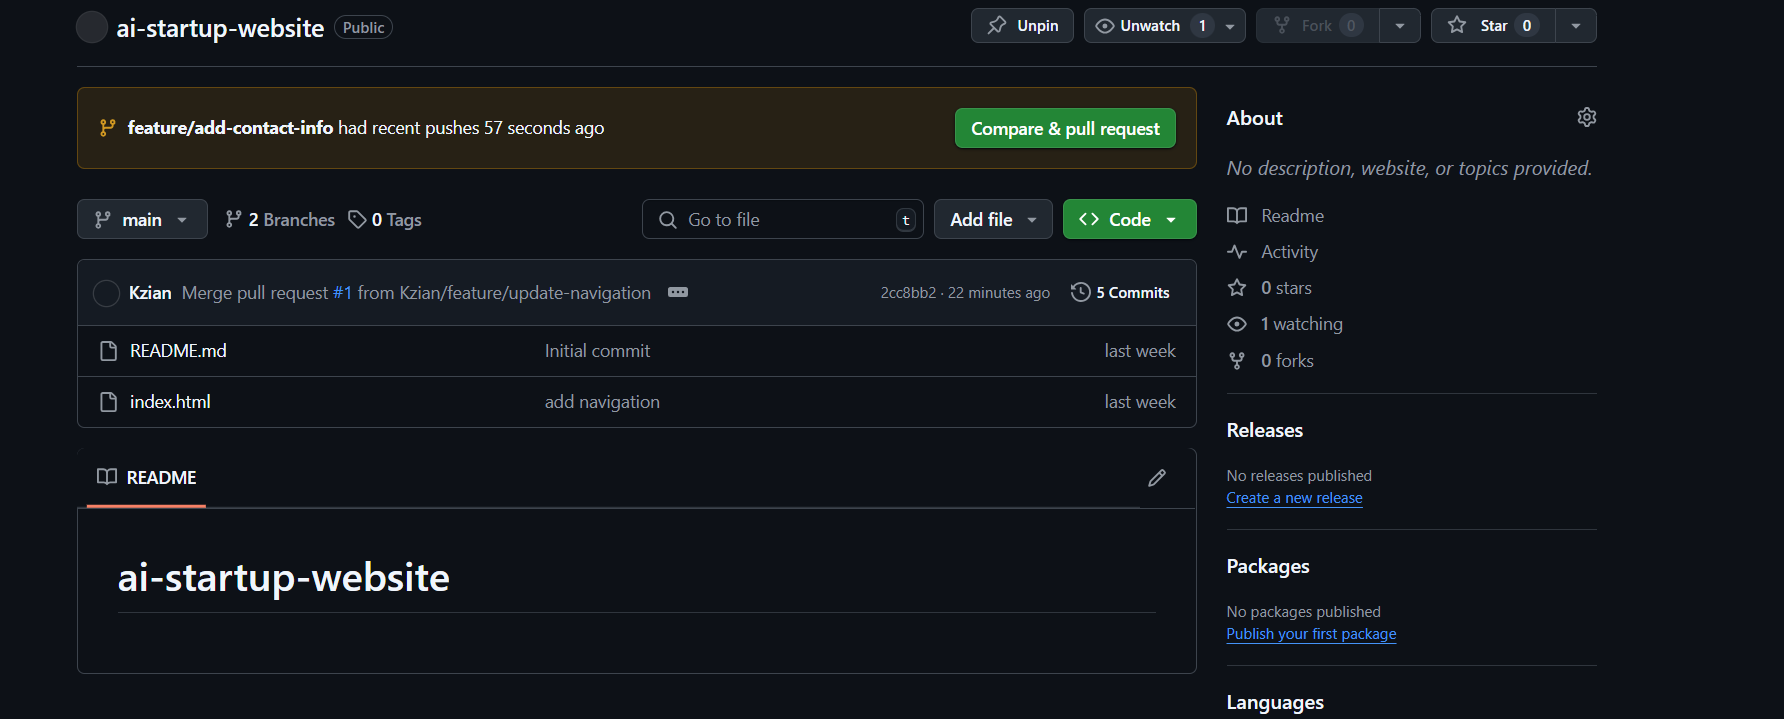 ai-startup-website Public Unpin Unwatch 1 Fork 0 Star 0
feature/add-contact-info had recent pushes 57 seconds ago Compare & pull request
main 2 Branches 0 Tags Go to file t Add file Code
Kzian Merge pull request #1 from Kzian/feature/update-navigation 2cc8bb2 · 22 minutes ago 5 Commits
README.md Initial commit last week
index.html add navigation last week
README
ai-startup-website
About
No description, website, or topics provided.
Readme
Activity
0 stars
1 watching
0 forks
Releases
No releases published
Create a new release
Packages
No packages published
Publish your first package
Languages